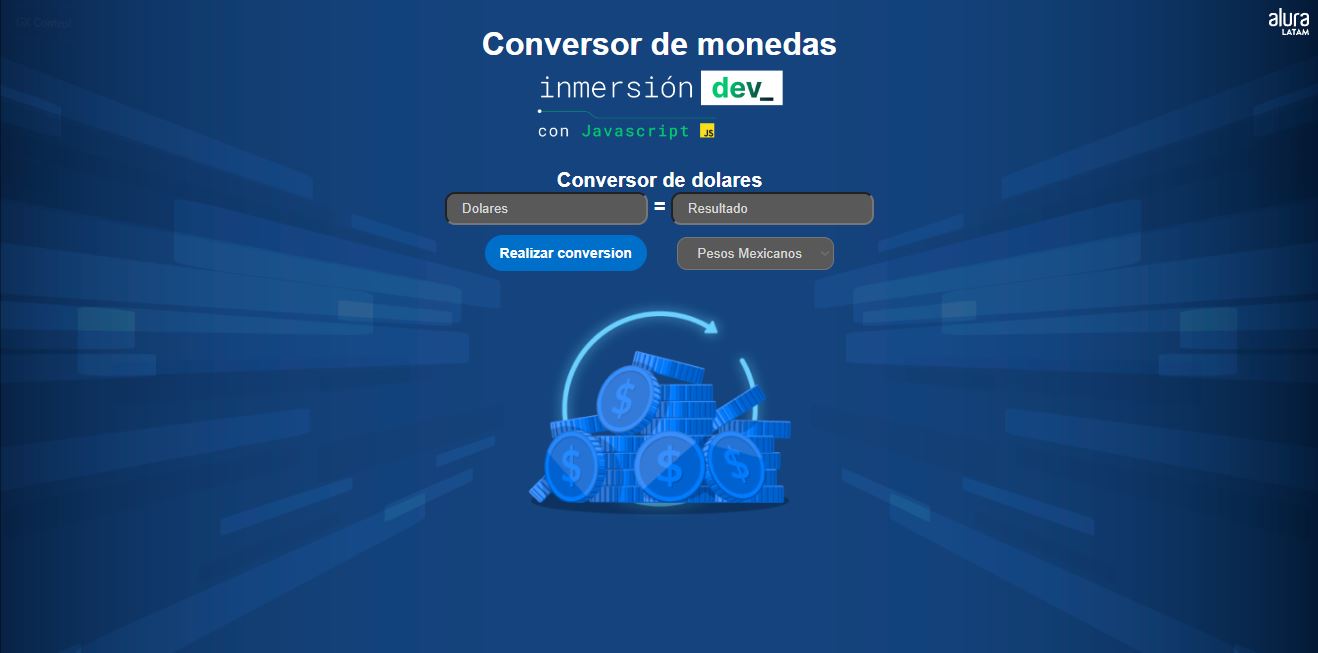 GX Control
alura
LATAM
Conversor de monedas
inmersión dev_
con Javascript JS
Conversor de dolares
Dolares = Resultado
Realizar conversion Pesos Mexicanos
$
$ $ $